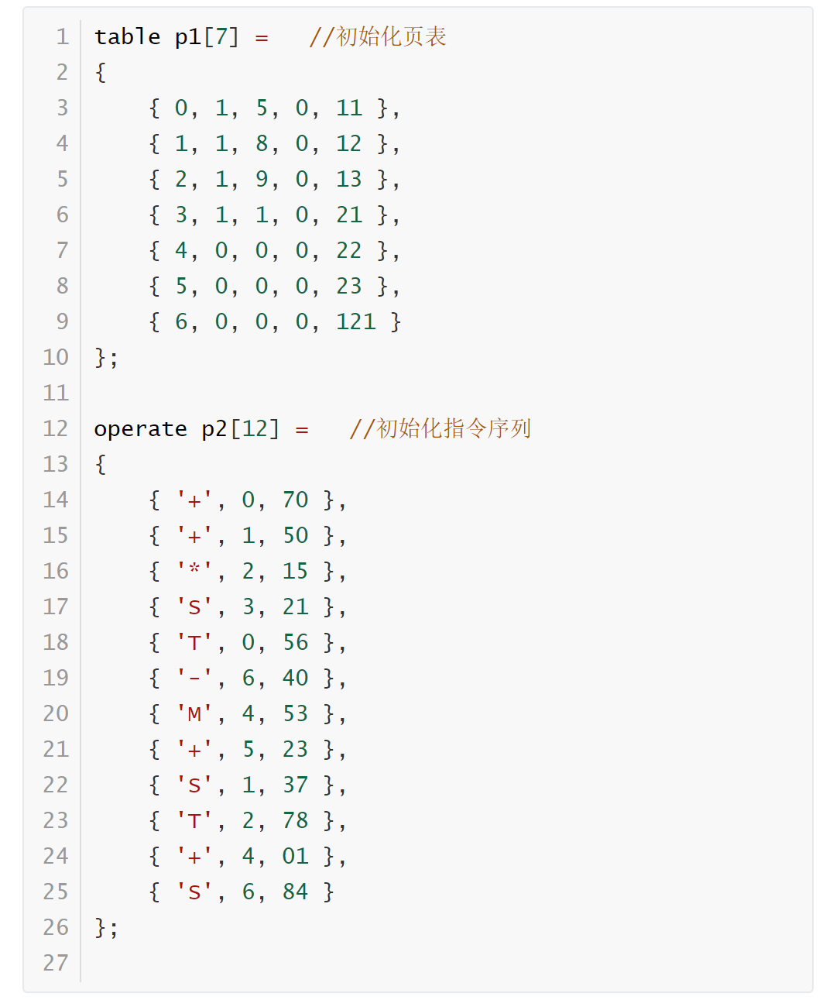 1 table p1[7] =   //初始化页表
2 {
3     { 0, 1, 5, 0, 11 },
4     { 1, 1, 8, 0, 12 },
5     { 2, 1, 9, 0, 13 },
6     { 3, 1, 1, 0, 21 },
7     { 4, 0, 0, 0, 22 },
8     { 5, 0, 0, 0, 23 },
9     { 6, 0, 0, 0, 121 }
10 };
11
12 operate p2[12] =   //初始化指令序列
13 {
14     { '+', 0, 70 },
15     { '+', 1, 50 },
16     { '*', 2, 15 },
17     { 'S', 3, 21 },
18     { 'T', 0, 56 },
19     { '-', 6, 40 },
20     { 'M', 4, 53 },
21     { '+', 5, 23 },
22     { 'S', 1, 37 },
23     { 'T', 2, 78 },
24     { '+', 4, 01 },
25     { 'S', 6, 84 }
26 };
27